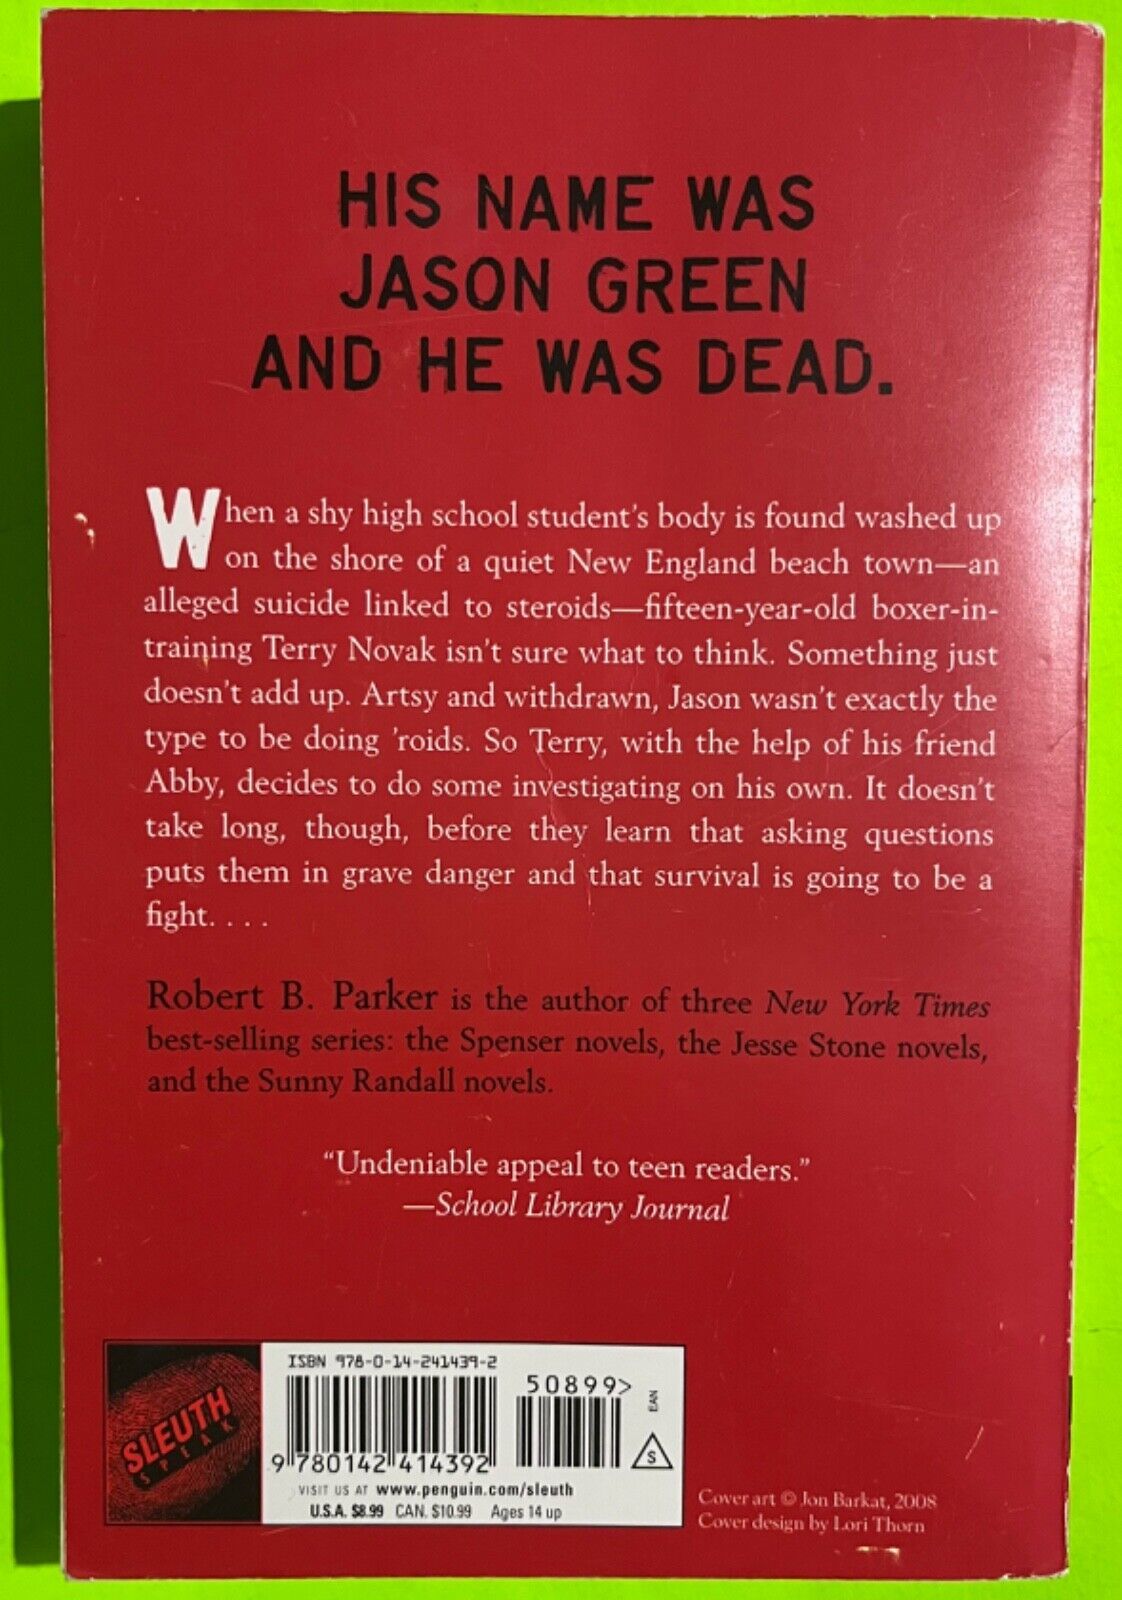 HIS NAME WAS
JASON GREEN
AND HE WAS DEAD.
When a shy high school student's body is found washed up
on the shore of a quiet New England beach town—an
alleged suicide linked to steroids—fifteen-year-old boxer-in-
training Terry Novak isn't sure what to think. Something just
doesn't add up. Artsy and withdrawn, Jason wasn't exactly the
type to be doing 'roids. So Terry, with the help of his friend
Abby, decides to do some investigating on his own. It doesn't
take long, though, before they learn that asking questions
puts them in grave danger and that survival is going to be a
fight. . . .
Robert B. Parker is the author of three New York Times
best-selling series: the Spenser novels, the Jesse Stone novels,
and the Sunny Randall novels.
“Undeniable appeal to teen readers.”
—School Library Journal
SLEUTH
SPEAK
ISBN 978-0-14-241439-2
50899>
EAN
S
9 780142 414392
VISIT US AT www.penguin.com/sleuth
U.S.A. $8.99 CAN. $10.99 Ages 14 up
Cover art © Jon Barkat, 2008
Cover design by Lori Thorn